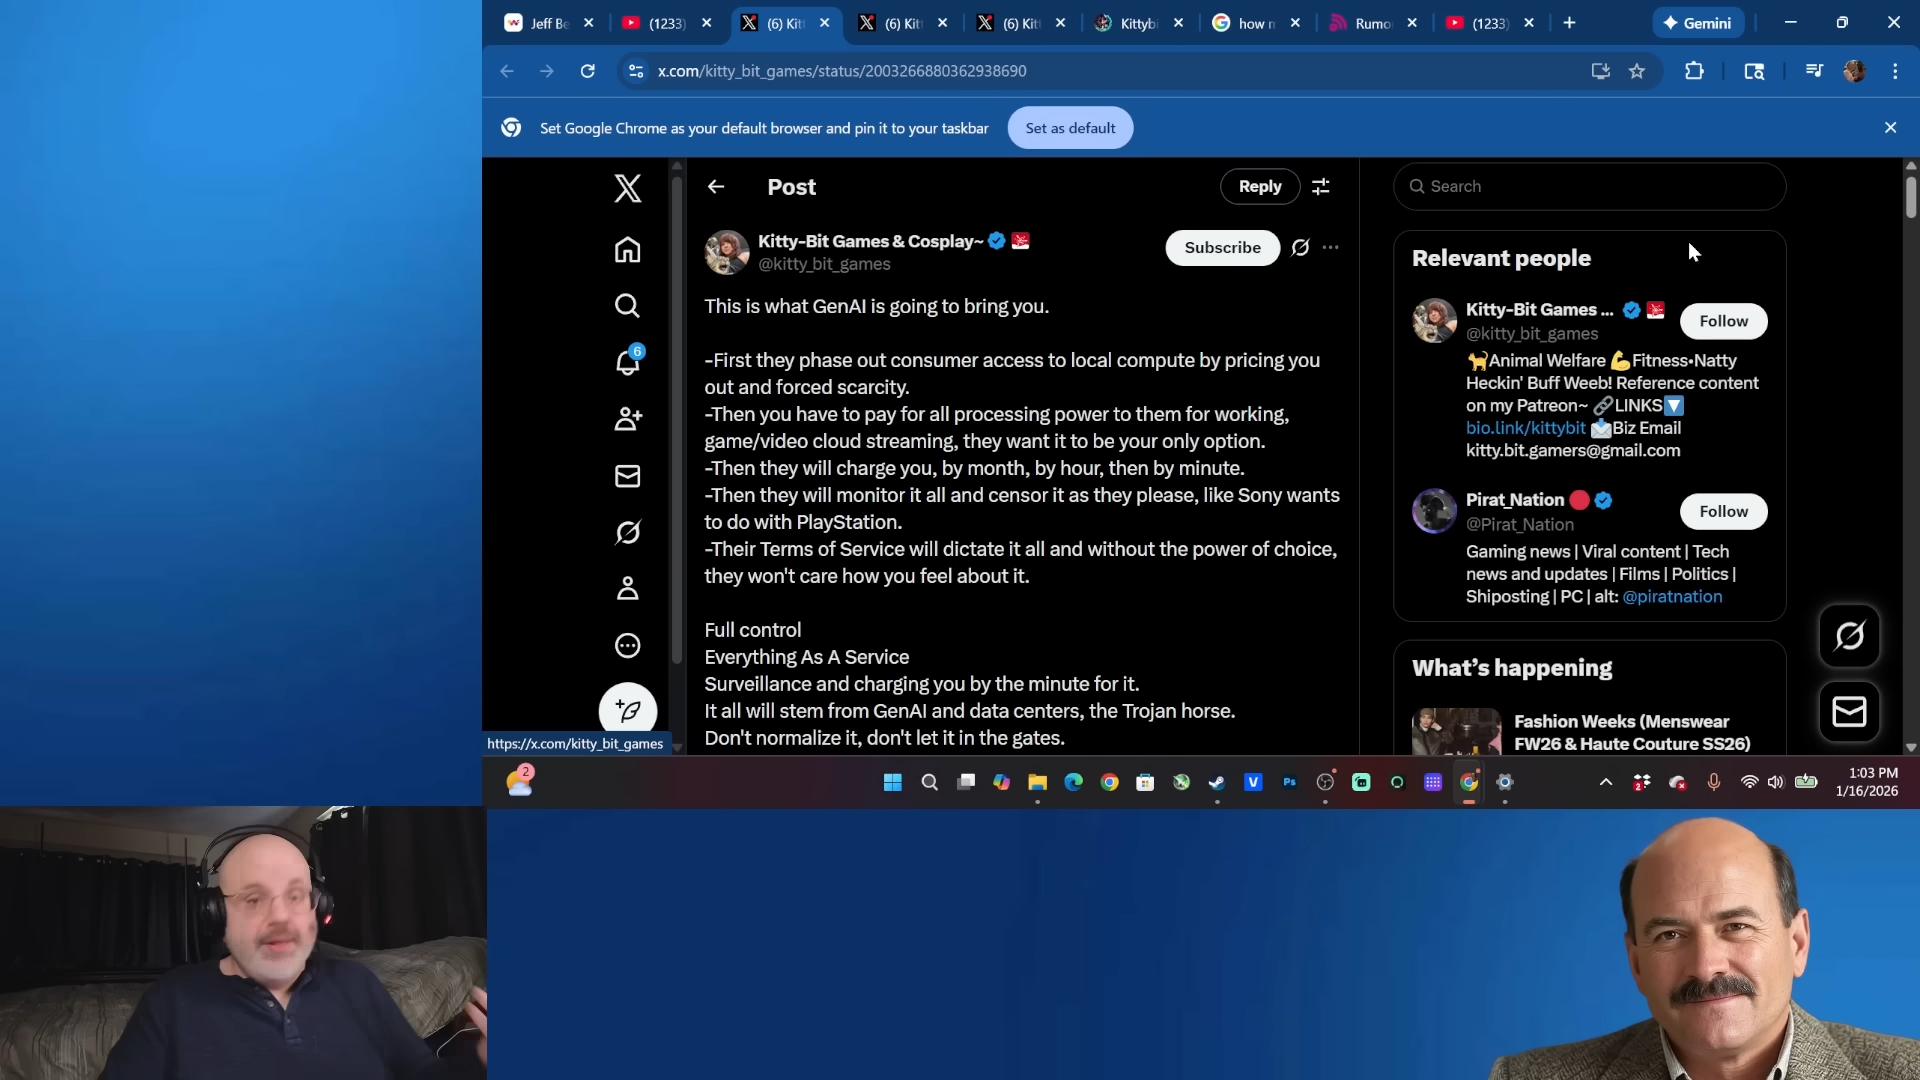 Jeff Be
(1233)
(6) Kitt
(6) Kit
(6) Kitt
Kittybi
how n
Rumo
(1233)
Gemini
x.com/kitty_bit_games/status/2003266880362938690
Set Google Chrome as your default browser and pin it to your taskbar
Set as default
Post
Reply
Search
Kitty-Bit Games & Cosplay~
@kitty_bit_games
Subscribe
This is what GenAI is going to bring you.
-First they phase out consumer access to local compute by pricing you
out and forced scarcity.
-Then you have to pay for all processing power to them for working,
game/video cloud streaming, they want it to be your only option.
-Then they will charge you, by month, by hour, then by minute.
-Then they will monitor it all and censor it as they please, like Sony wants
to do with PlayStation.
-Their Terms of Service will dictate it all and without the power of choice,
they won't care how you feel about it.
Full control
Everything As A Service
Surveillance and charging you by the minute for it.
It all will stem from GenAI and data centers, the Trojan horse.
Don't normalize it, don't let it in the gates.
6
Relevant people
Kitty-Bit Games ...
@kitty_bit_games
Follow
🐈Animal Welfare 💪Fitness•Natty
Heckin' Buff Weeb! Reference content
on my Patreon~ 🔗LINKS🔽
bio.link/kittybit 📩Biz Email
kitty.bit.gamers@gmail.com
Pirat_Nation 🔴
@Pirat_Nation
Follow
Gaming news | Viral content | Tech
news and updates | Films | Politics |
Shiposting | PC | alt: @piratnation
What's happening
Fashion Weeks (Menswear
FW26 & Haute Couture SS26)
https://x.com/kitty_bit_games
2
V
Ps
2
1:03 PM
1/16/2026